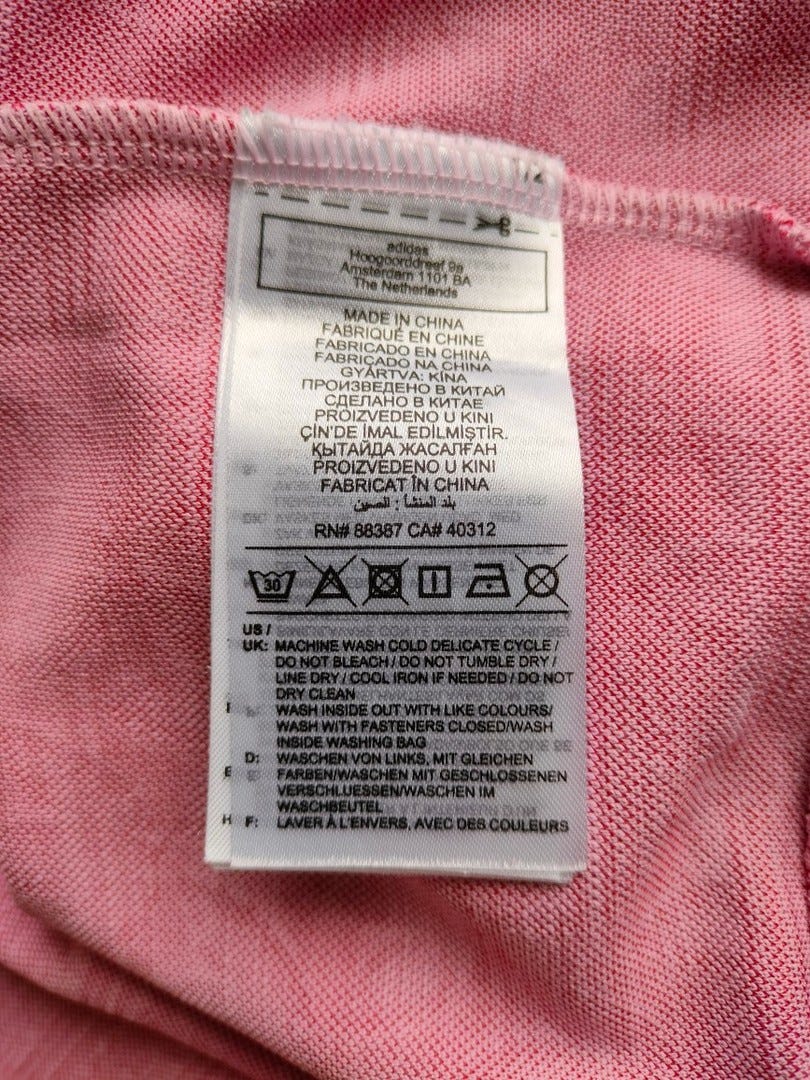 adidas
Hoogoorddreef 9a
Amsterdam 1101 BA
The Netherlands
MADE IN CHINA
FABRIQUÉ EN CHINE
FABRICADO EN CHINA
FABRICADO NA CHINA
GYÁRTVA: KÍNA
ПРОИЗВЕДЕНО В КИТАЙ
СДЕЛАНО В КИТАЕ
PROIZVEDENO U KINI
ÇİN'DE İMAL EDİLMİŞTİR.
ҚЫТАЙДА ЖАСАЛҒАН
PROIZVEDENO U KINI
FABRICAT ÎN CHINA
بلد المنشأ : الصين
RN# 88387 CA# 40312
30
US /
UK: MACHINE WASH COLD DELICATE CYCLE /
DO NOT BLEACH / DO NOT TUMBLE DRY /
LINE DRY / COOL IRON IF NEEDED / DO NOT
DRY CLEAN
WASH INSIDE OUT WITH LIKE COLOURS/
WASH WITH FASTENERS CLOSED/WASH
INSIDE WASHING BAG
D: WASCHEN VON LINKS, MIT GLEICHEN
FARBEN/WASCHEN MIT GESCHLOSSENEN
VERSCHLUESSEN/WASCHEN IM
WASCHBEUTEL
F: LAVER À L'ENVERS, AVEC DES COULEURS